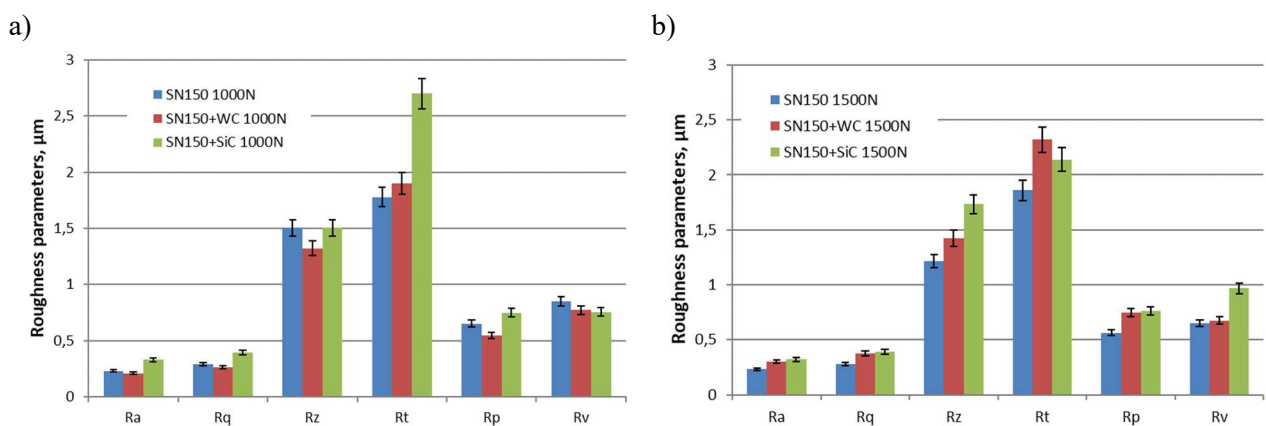 a)
Roughness parameters, µm
3
2,5
2
1,5
1
0,5
0
SN150 1000N
SN150+WC 1000N
SN150+SiC 1000N
Ra Rq Rz Rt Rp Rv
b)
Roughness parameters, µm
3
2,5
2
1,5
1
0,5
0
SN150 1500N
SN150+WC 1500N
SN150+SiC 1500N
Ra Rq Rz Rt Rp Rv